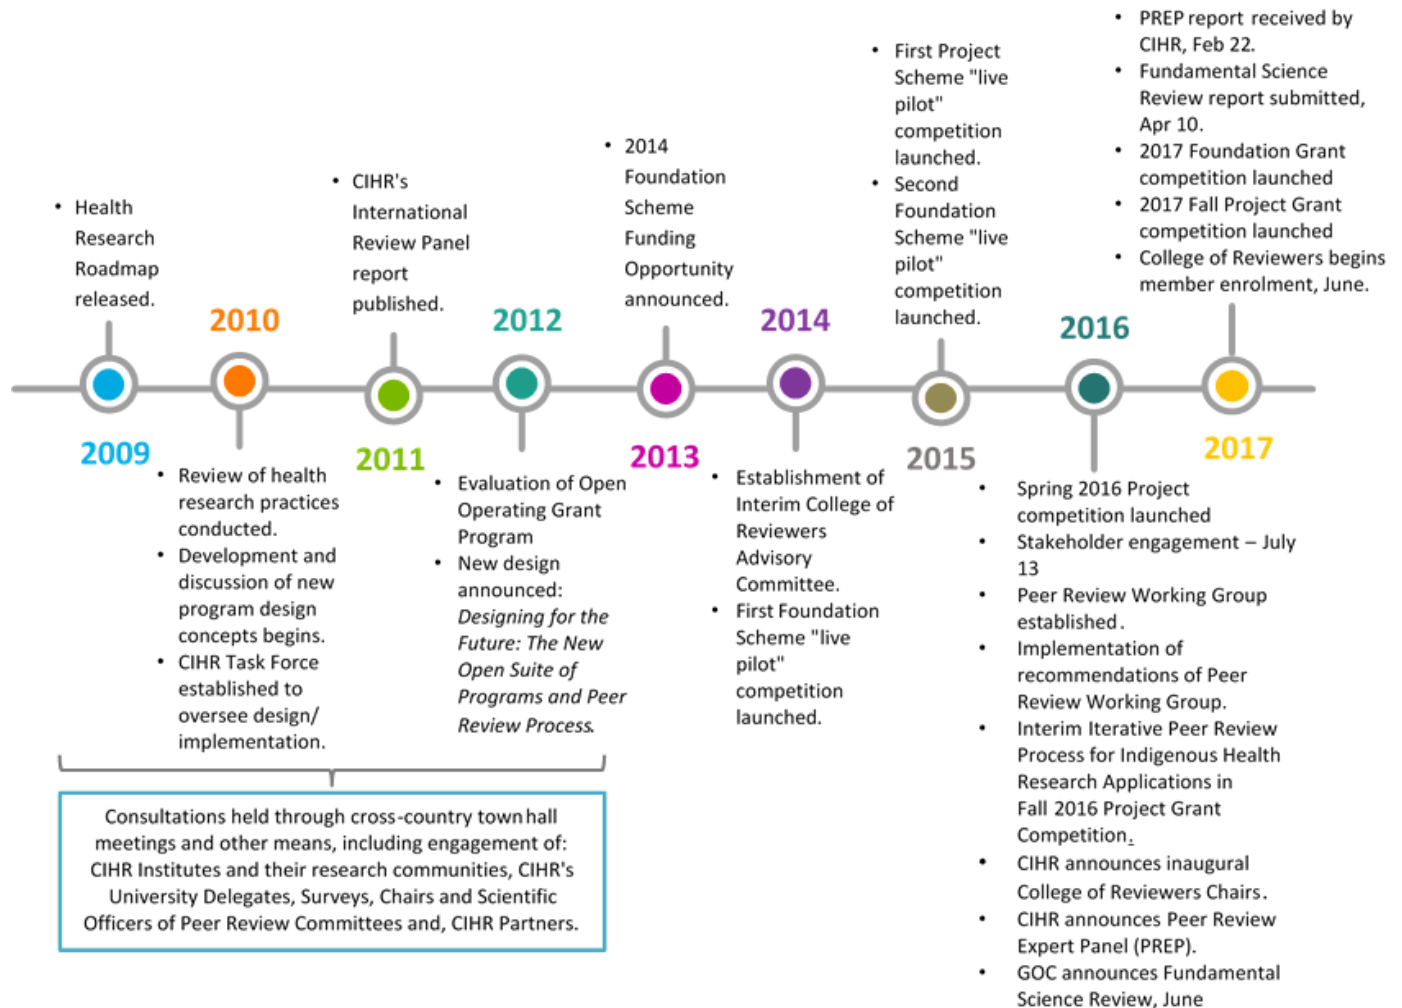 • Health
Research
Roadmap
released.
2009
2010
• Review of health
research practices
conducted.
• Development and
discussion of new
program design
concepts begins.
• CIHR Task Force
established to
oversee design/
implementation.
• CIHR's
International
Review Panel
report
published.
2011
2012
• Evaluation of Open
Operating Grant
Program
• New design
announced:
Designing for the
Future: The New
Open Suite of
Programs and Peer
Review Process.
Consultations held through cross-country town hall
meetings and other means, including engagement of:
CIHR Institutes and their research communities, CIHR's
University Delegates, Surveys, Chairs and Scientific
Officers of Peer Review Committees and, CIHR Partners.
• 2014
Foundation
Scheme
Funding
Opportunity
announced.
2013
2014
• Establishment of
Interim College of
Reviewers
Advisory
Committee.
• First Foundation
Scheme "live
pilot"
competition
launched.
• First Project
Scheme "live
pilot"
competition
launched.
• Second
Foundation
Scheme "live
pilot"
competition
launched.
2015
2016
• Spring 2016 Project
competition launched
• Stakeholder engagement – July
13
• Peer Review Working Group
established.
• Implementation of
recommendations of Peer
Review Working Group.
• Interim Iterative Peer Review
Process for Indigenous Health
Research Applications in
Fall 2016 Project Grant
Competition.
• CIHR announces inaugural
College of Reviewers Chairs.
• CIHR announces Peer Review
Expert Panel (PREP).
• GOC announces Fundamental
Science Review, June
• PREP report received by
CIHR, Feb 22.
• Fundamental Science
Review report submitted,
Apr 10.
• 2017 Foundation Grant
competition launched
• 2017 Fall Project Grant
competition launched
• College of Reviewers begins
member enrolment, June.
2017